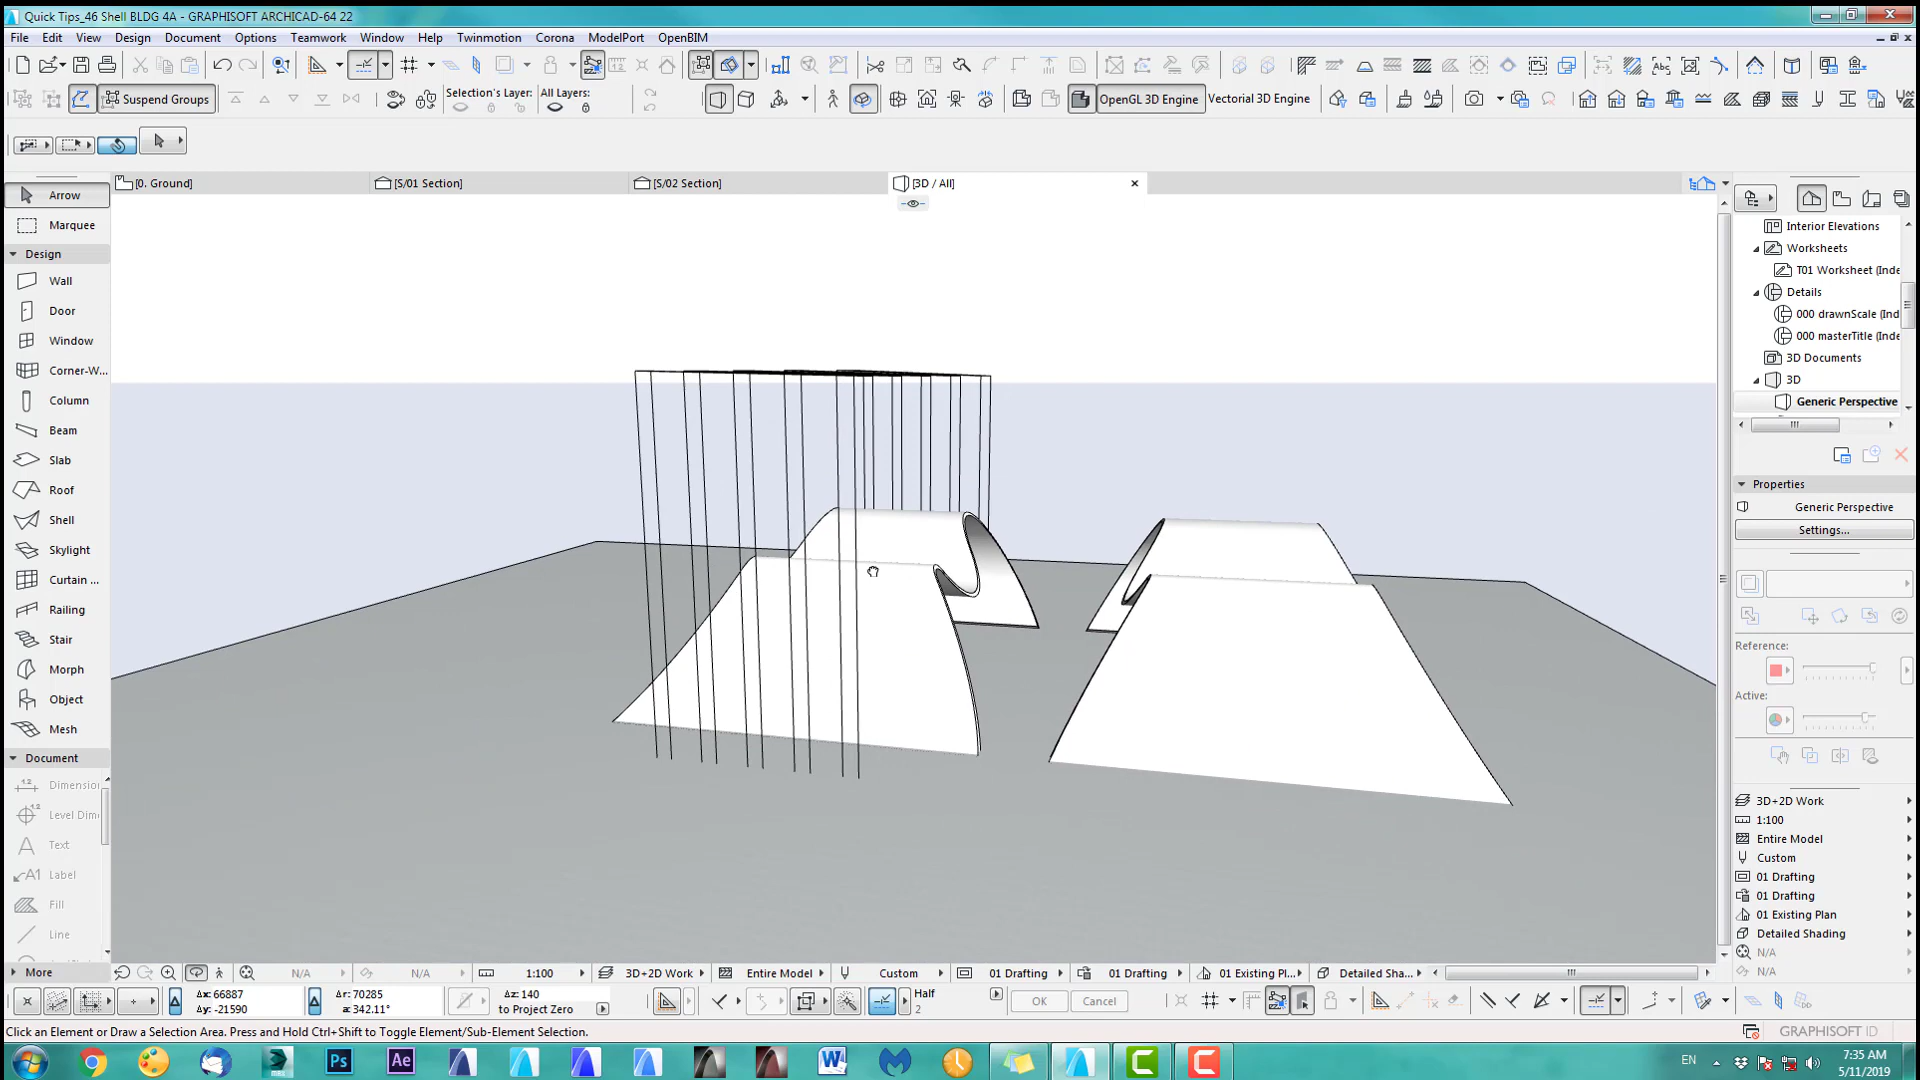 Quick Tips_46 Shell BLDG 4A - GRAPHISOFT ARCHICAD-64 22
File Edit View Design Document Options Teamwork Window Help Twinmotion Corona ModelPort OpenBIM
Suspend Groups
Selection's Layer:
All Layers:
OpenGL 3D Engine
Vectorial 3D Engine
[0. Ground]
[S/01 Section]
[S/02 Section]
[3D / All]
Arrow
Marquee
Design
Wall
Door
Window
Corner-W...
Column
Beam
Slab
Roof
Shell
Skylight
Curtain ...
Railing
Stair
Morph
Object
Mesh
Document
Dimensio
Level Dim
Text
A1 Label
Fill
Line
More
Interior Elevations
Worksheets
T01 Worksheet (Inde
Details
000 drawnScale (Ind
000 masterTitle (Inde
3D Documents
3D
Generic Perspective
Properties
Generic Perspective
Settings...
Reference:
Active:
3D+2D Work
1:100
Entire Model
Custom
01 Drafting
01 Drafting
01 Existing Plan
Detailed Shading
N/A
N/A
N/A N/A 1:100 3D+2D Work Entire Model Custom 01 Drafting 01 Drafting 01 Existing Pl... Detailed Sha...
Δx: 66887
Δy: -21590
Δr: 70285
a: 342.11°
Δz: 140
to Project Zero
Half
2
OK
Cancel
Click an Element or Draw a Selection Area. Press and Hold Ctrl+Shift to Toggle Element/Sub-Element Selection.
GRAPHISOFT ID
Ps
Ae
W
EN
7:35 AM
5/11/2019